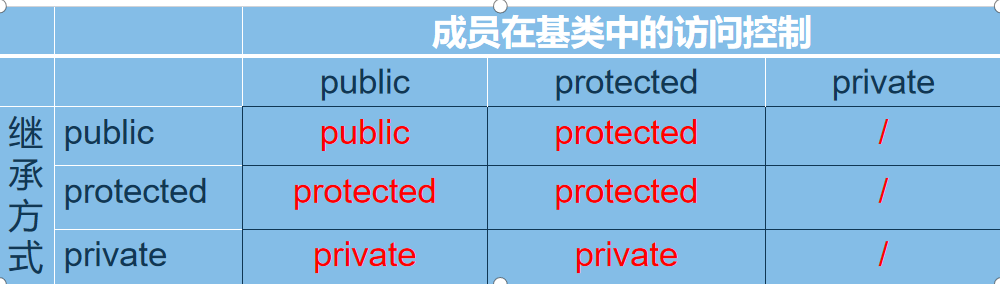 成员在基类中的访问控制
public protected private
继承方式
public public protected /
protected protected protected /
private private private /